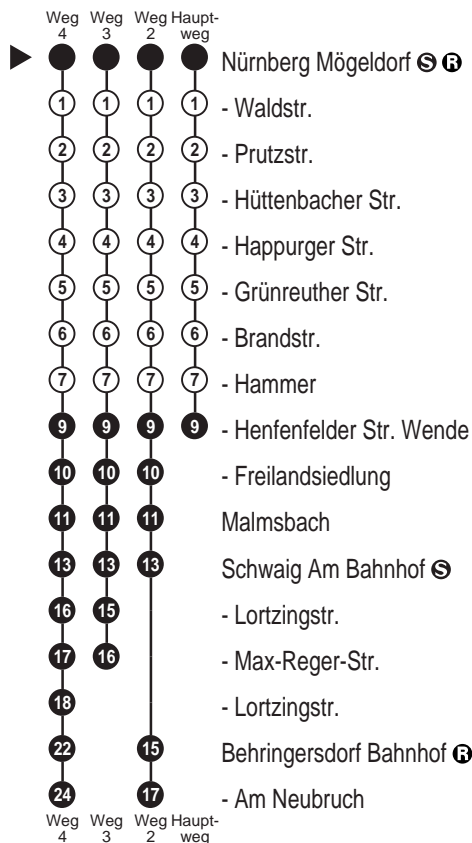 Weg Weg Weg Haupt-
4 3 2 weg
Nürnberg Mögeldorf S R
1 1 1 1 - Waldstr.
2 2 2 2 - Prutzstr.
3 3 3 3 - Hüttenbacher Str.
4 4 4 4 - Happurger Str.
5 5 5 5 - Grünreuther Str.
6 6 6 6 - Brandstr.
7 7 7 7 - Hammer
9 9 9 9 - Henfenfelder Str. Wende
10 10 10 - Freilandsiedlung
11 11 11 Malmsbach
13 13 13 Schwaig Am Bahnhof S
16 15 - Lortzingstr.
17 16 - Max-Reger-Str.
18 - Lortzingstr.
22 15 Behringersdorf Bahnhof R
24 17 - Am Neubruch
Weg Weg Weg Haupt-
4 3 2 weg